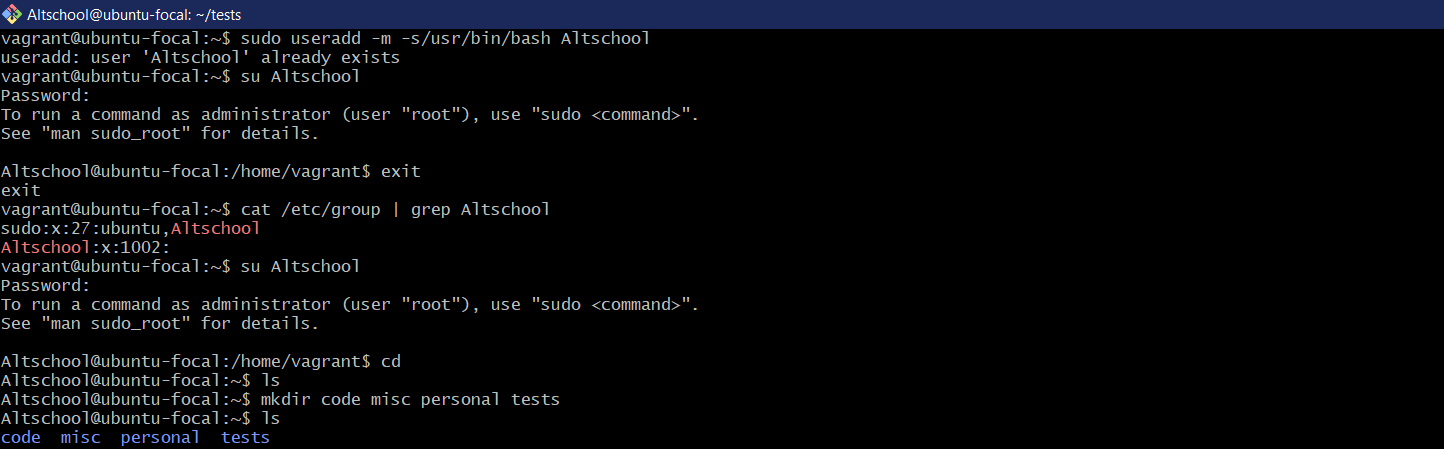 Altschool@ubuntu-focal: ~/tests
vagrant@ubuntu-focal:~$ sudo useradd -m -s/usr/bin/bash Altschool
useradd: user 'Altschool' already exists
vagrant@ubuntu-focal:~$ su Altschool
Password:
To run a command as administrator (user "root"), use "sudo <command>".
See "man sudo_root" for details.

Altschool@ubuntu-focal:/home/vagrant$ exit
exit
vagrant@ubuntu-focal:~$ cat /etc/group | grep Altschool
sudo:x:27:ubuntu,Altschool
Altschool:x:1002:
vagrant@ubuntu-focal:~$ su Altschool
Password:
To run a command as administrator (user "root"), use "sudo <command>".
See "man sudo_root" for details.

Altschool@ubuntu-focal:/home/vagrant$ cd
Altschool@ubuntu-focal:~$ ls
Altschool@ubuntu-focal:~$ mkdir code misc personal tests
Altschool@ubuntu-focal:~$ ls
code  misc  personal  tests